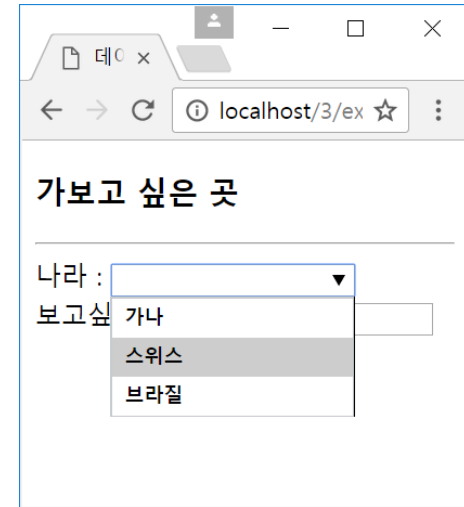 데이
localhost/3/ex
가보고 싶은 곳
나라 :
보고싶
가나
스위스
브라질